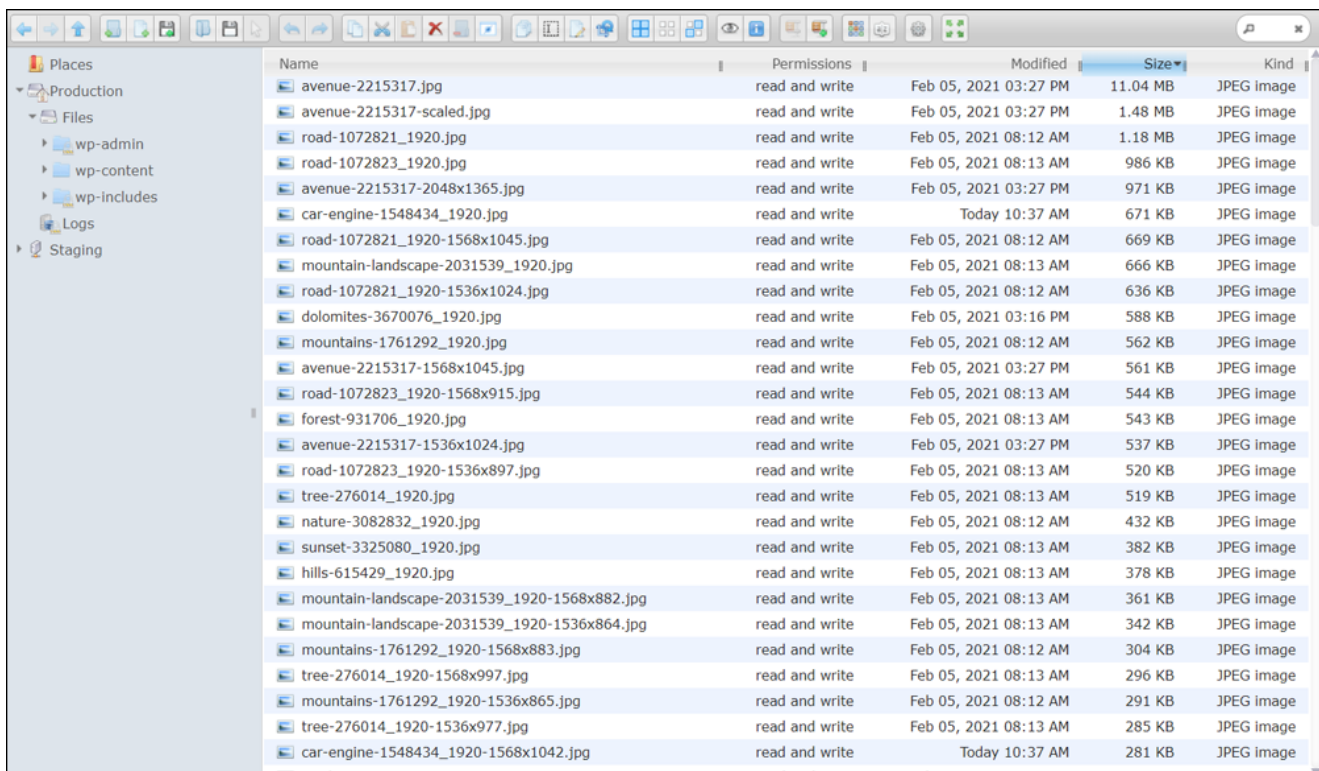 Places
Production
Files
wp-admin
wp-content
wp-includes
Logs
Staging
Name Permissions Modified Size Kind
avenue-2215317.jpg read and write Feb 05, 2021 03:27 PM 11.04 MB JPEG image
avenue-2215317-scaled.jpg read and write Feb 05, 2021 03:27 PM 1.48 MB JPEG image
road-1072821_1920.jpg read and write Feb 05, 2021 08:12 AM 1.18 MB JPEG image
road-1072823_1920.jpg read and write Feb 05, 2021 08:13 AM 986 KB JPEG image
avenue-2215317-2048x1365.jpg read and write Feb 05, 2021 03:27 PM 971 KB JPEG image
car-engine-1548434_1920.jpg read and write Today 10:37 AM 671 KB JPEG image
road-1072821_1920-1568x1045.jpg read and write Feb 05, 2021 08:12 AM 669 KB JPEG image
mountain-landscape-2031539_1920.jpg read and write Feb 05, 2021 08:13 AM 666 KB JPEG image
road-1072821_1920-1536x1024.jpg read and write Feb 05, 2021 08:12 AM 636 KB JPEG image
dolomites-3670076_1920.jpg read and write Feb 05, 2021 03:16 PM 588 KB JPEG image
mountains-1761292_1920.jpg read and write Feb 05, 2021 08:12 AM 562 KB JPEG image
avenue-2215317-1568x1045.jpg read and write Feb 05, 2021 03:27 PM 561 KB JPEG image
road-1072823_1920-1568x915.jpg read and write Feb 05, 2021 08:13 AM 544 KB JPEG image
forest-931706_1920.jpg read and write Feb 05, 2021 08:13 AM 543 KB JPEG image
avenue-2215317-1536x1024.jpg read and write Feb 05, 2021 03:27 PM 537 KB JPEG image
road-1072823_1920-1536x897.jpg read and write Feb 05, 2021 08:13 AM 520 KB JPEG image
tree-276014_1920.jpg read and write Feb 05, 2021 08:13 AM 519 KB JPEG image
nature-3082832_1920.jpg read and write Feb 05, 2021 08:12 AM 432 KB JPEG image
sunset-3325080_1920.jpg read and write Feb 05, 2021 08:13 AM 382 KB JPEG image
hills-615429_1920.jpg read and write Feb 05, 2021 08:13 AM 378 KB JPEG image
mountain-landscape-2031539_1920-1568x882.jpg read and write Feb 05, 2021 08:13 AM 361 KB JPEG image
mountain-landscape-2031539_1920-1536x864.jpg read and write Feb 05, 2021 08:13 AM 342 KB JPEG image
mountains-1761292_1920-1568x883.jpg read and write Feb 05, 2021 08:12 AM 304 KB JPEG image
tree-276014_1920-1568x997.jpg read and write Feb 05, 2021 08:13 AM 296 KB JPEG image
mountains-1761292_1920-1536x865.jpg read and write Feb 05, 2021 08:12 AM 291 KB JPEG image
tree-276014_1920-1536x977.jpg read and write Feb 05, 2021 08:13 AM 285 KB JPEG image
car-engine-1548434_1920-1568x1042.jpg read and write Today 10:37 AM 281 KB JPEG image